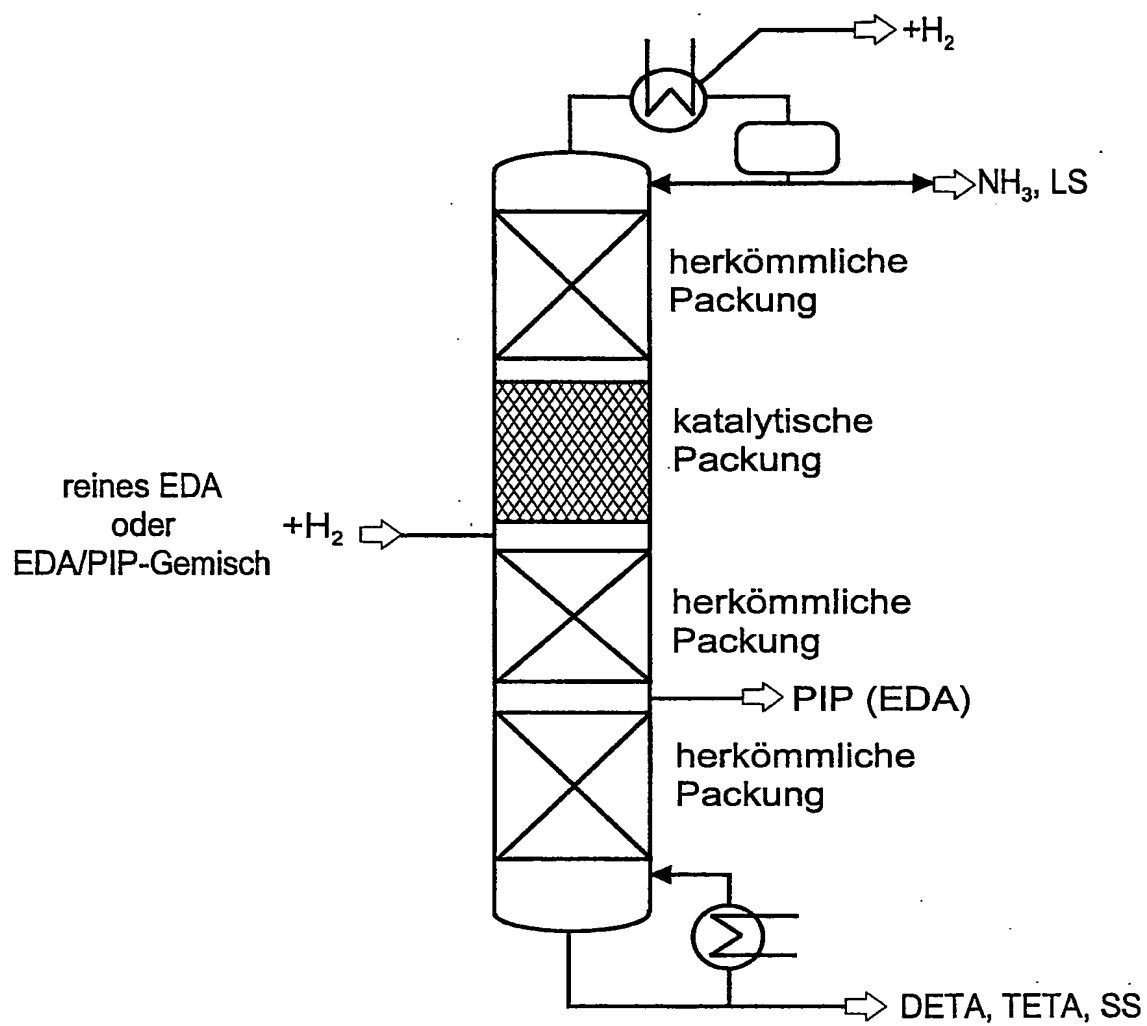 +H₂
NH₃, LS
herkömmliche
Packung
katalytische
Packung
reines EDA
oder
EDA/PIP-Gemisch
+H₂
herkömmliche
Packung
PIP (EDA)
herkömmliche
Packung
DETA, TETA, SS